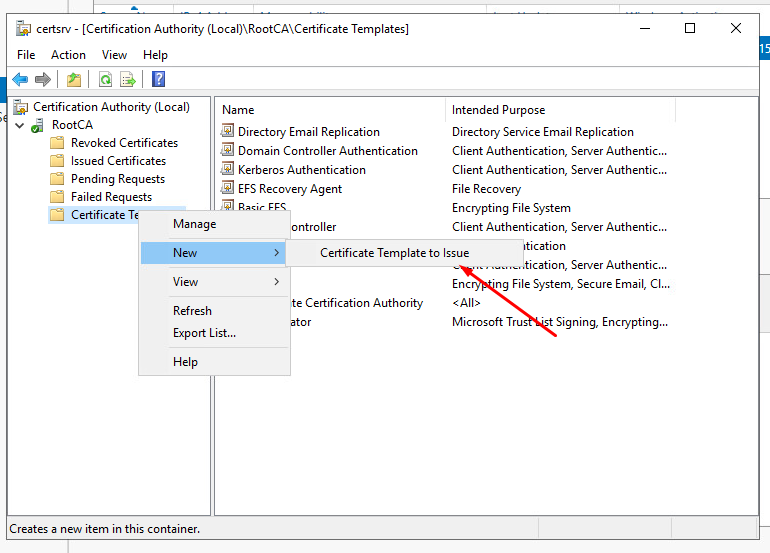 certsrv - [Certification Authority (Local)\RootCA\Certificate Templates]
File Action View Help
Certification Authority (Local)
RootCA
Revoked Certificates
Issued Certificates
Pending Requests
Failed Requests
Certificate Te
Name Intended Purpose
Directory Email Replication Directory Service Email Replication
Domain Controller Authentication Client Authentication, Server Authentic...
Kerberos Authentication Client Authentication, Server Authentic...
EFS Recovery Agent File Recovery
Basic EFS Encrypting File System
ontroller Client Authentication, Server Authentic...
entication
Client Authentication, Server Authentic...
Encrypting File System, Secure Email, Cl...
te Certification Authority <All>
ator Microsoft Trust List Signing, Encrypting...
Manage
New
Certificate Template to Issue
View
Refresh
Export List...
Help
Creates a new item in this container.
15